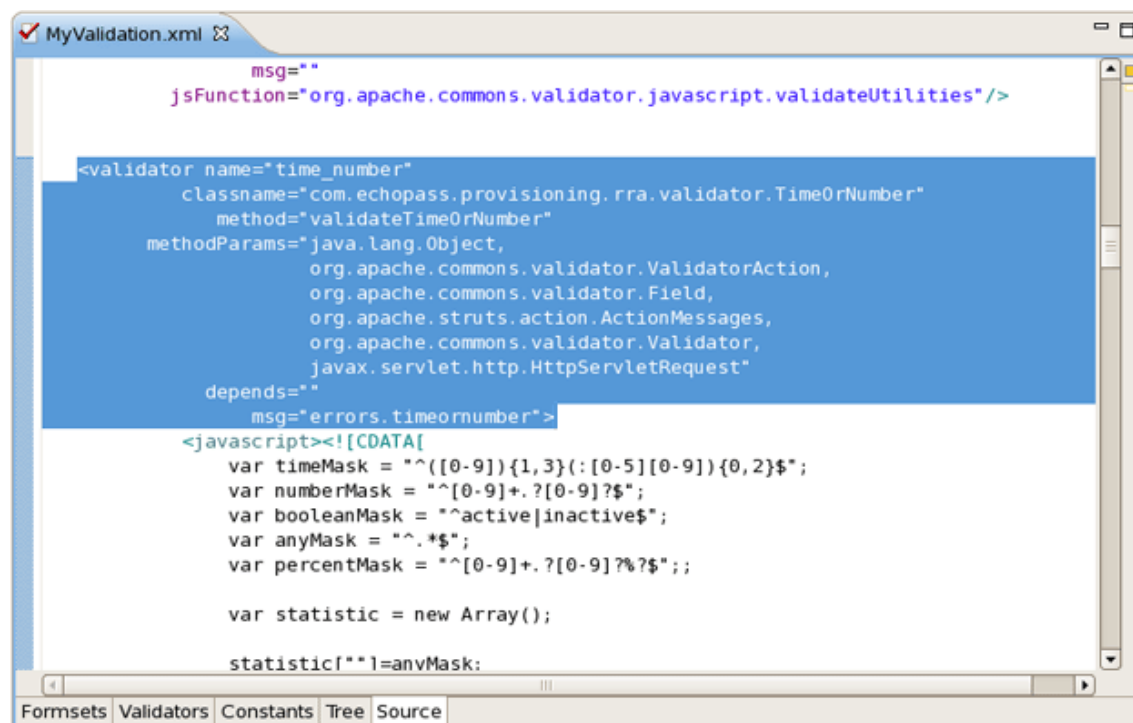 MyValidation.xml
msg=""
jsFunction="org.apache.commons.validator.javascript.validateUtilities"/>
<validator name="time_number"
classname="com.echopass.provisioning.rra.validator.TimeOrNumber"
method="validateTimeOrNumber"
methodParams="java.lang.Object,
org.apache.commons.validator.ValidatorAction,
org.apache.commons.validator.Field,
org.apache.struts.action.ActionMessages,
org.apache.commons.validator.Validator,
javax.servlet.http.HttpServletRequest"
depends=""
msg="errors.timeornumber">
<javascript><![CDATA[
var timeMask = "^([0-9]){1,3}(:[0-5][0-9]){0,2}$";
var numberMask = "^[0-9]+.?[0-9]?$";
var booleanMask = "^active|inactive$";
var anyMask = "^.*$";
var percentMask = "^[0-9]+.?[0-9]?%?$";;
var statistic = new Array();
statistic[""]=anyMask;
Formsets Validators Constants Tree Source